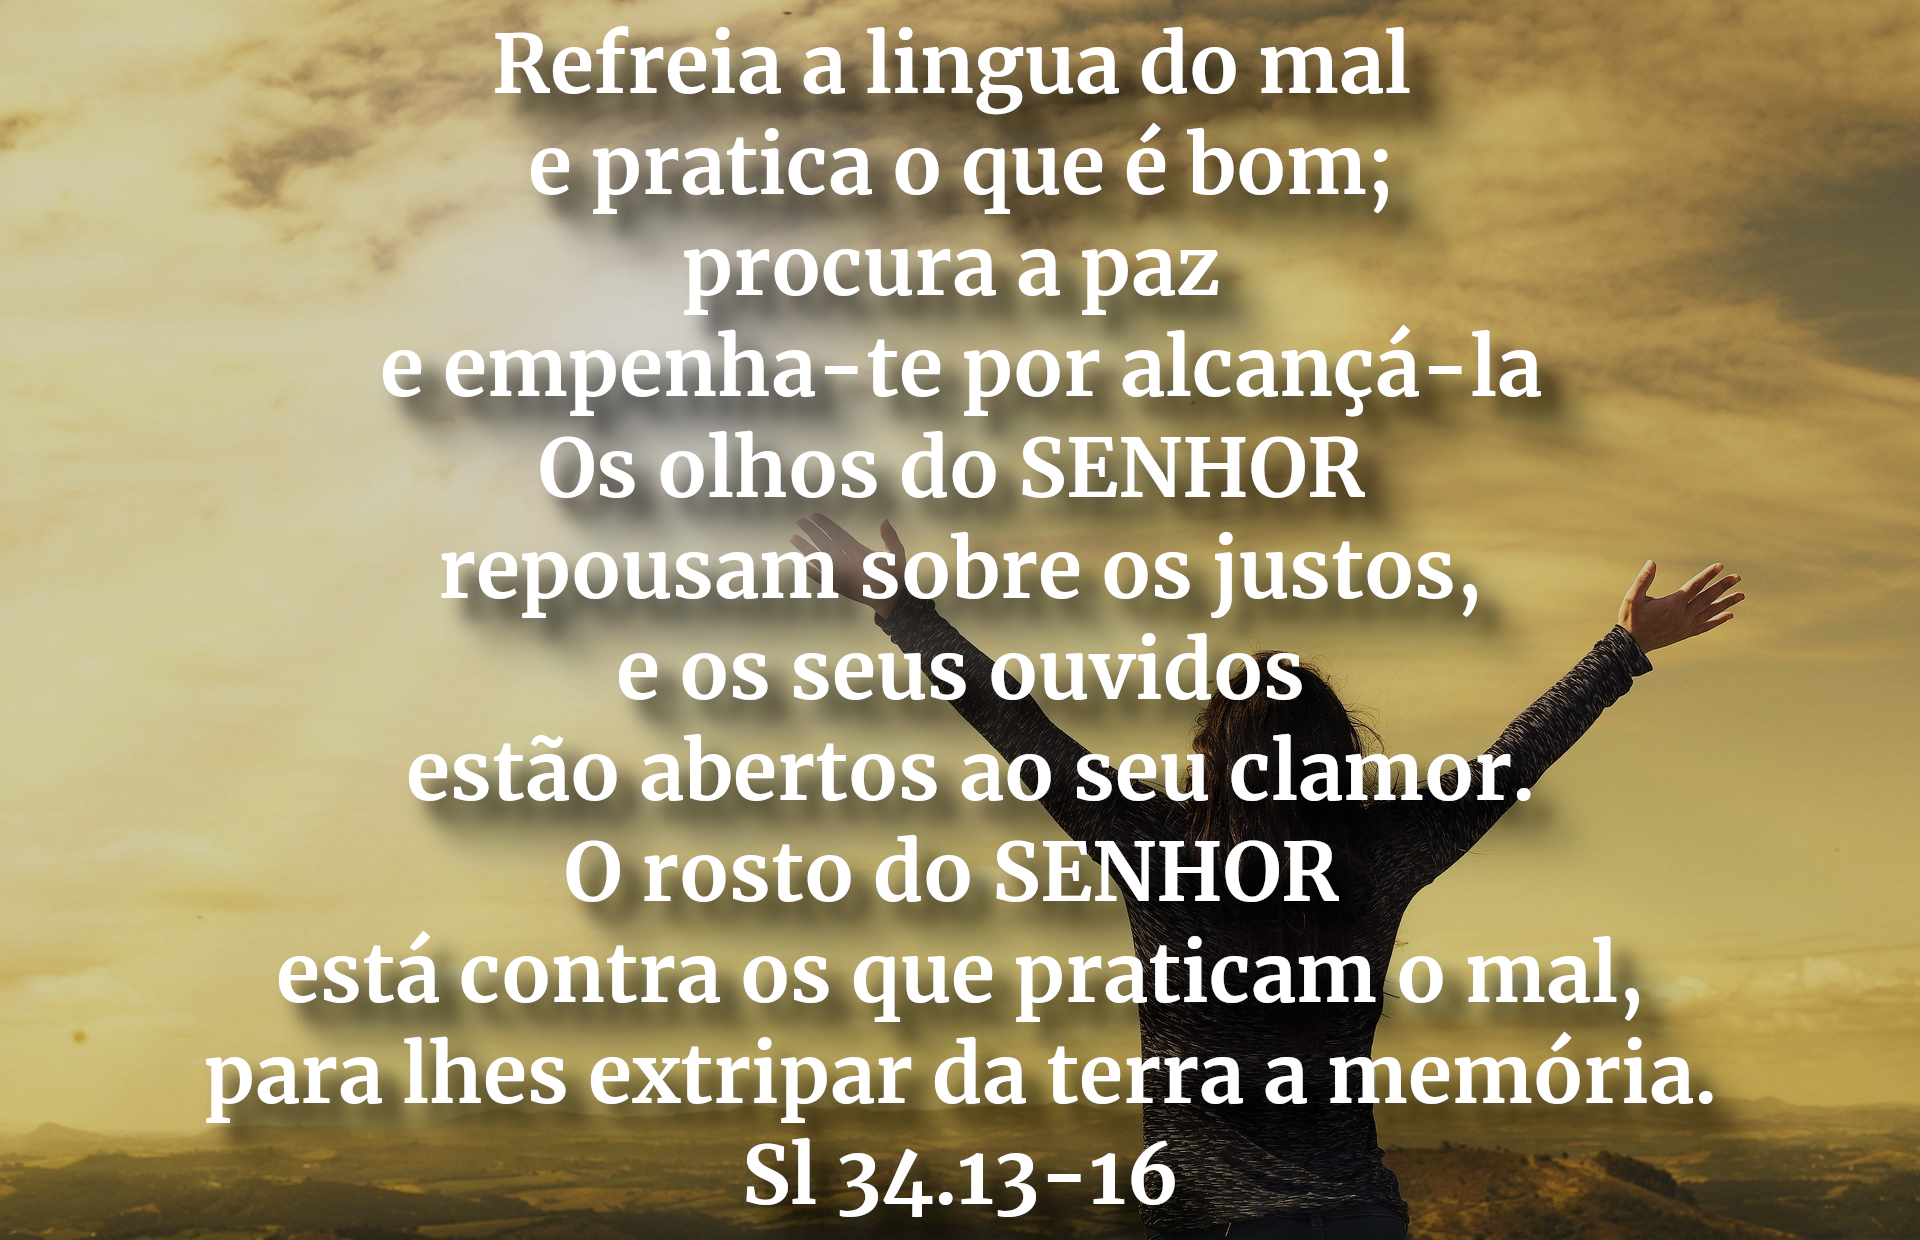 Refreia a lingua do mal
e pratica o que é bom;
procura a paz
e empenha-te por alcançá-la
Os olhos do SENHOR
repousam sobre os justos,
e os seus ouvidos
estão abertos ao seu clamor.
O rosto do SENHOR
está contra os que praticam o mal,
para lhes extripar da terra a memória.
Sl 34.13-16